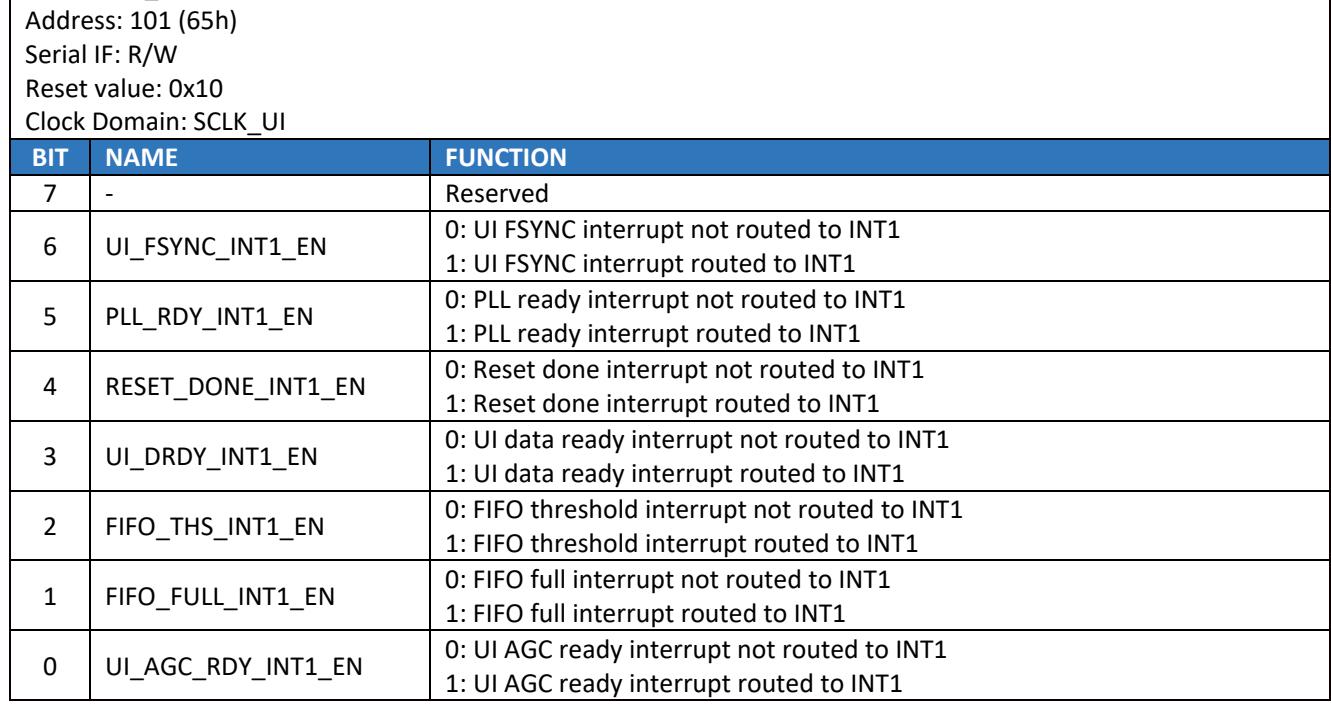 Address: 101 (65h)
Serial IF: R/W
Reset value: 0x10
Clock Domain: SCLK_UI
BIT NAME FUNCTION
7 - Reserved
6 UI_FSYNC_INT1_EN 0: UI FSYNC interrupt not routed to INT1
1: UI FSYNC interrupt routed to INT1
5 PLL_RDY_INT1_EN 0: PLL ready interrupt not routed to INT1
1: PLL ready interrupt routed to INT1
4 RESET_DONE_INT1_EN 0: Reset done interrupt not routed to INT1
1: Reset done interrupt routed to INT1
3 UI_DRDY_INT1_EN 0: UI data ready interrupt not routed to INT1
1: UI data ready interrupt routed to INT1
2 FIFO_THS_INT1_EN 0: FIFO threshold interrupt not routed to INT1
1: FIFO threshold interrupt routed to INT1
1 FIFO_FULL_INT1_EN 0: FIFO full interrupt not routed to INT1
1: FIFO full interrupt routed to INT1
0 UI_AGC_RDY_INT1_EN 0: UI AGC ready interrupt not routed to INT1
1: UI AGC ready interrupt routed to INT1